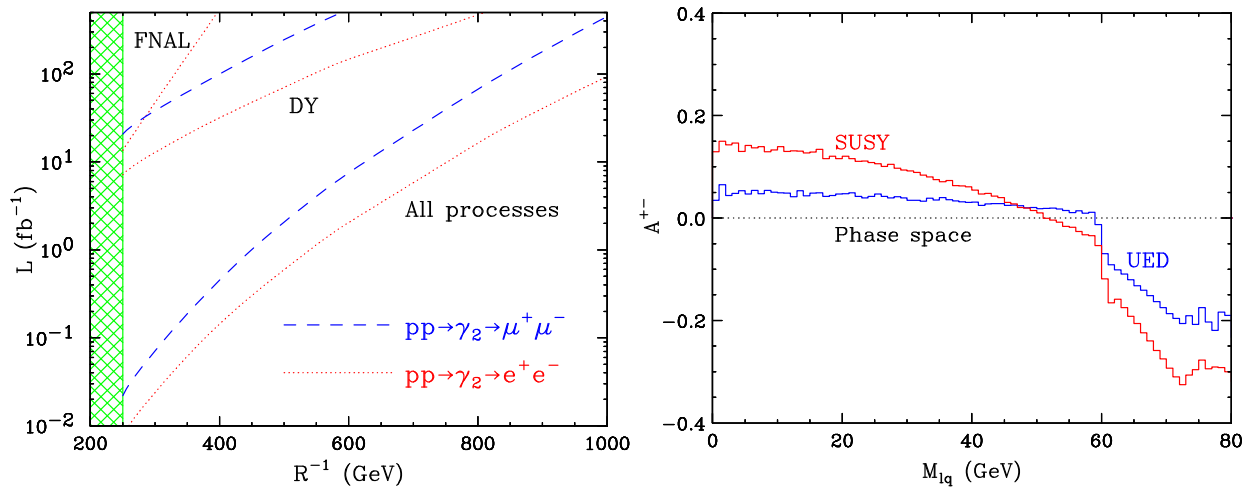 FNAL
DY
All processes
pp→γ₂→μ⁺μ⁻
pp→γ₂→e⁺e⁻
L (fb⁻¹)
10²
10¹
10⁰
10⁻¹
10⁻²
200 400 600 800 1000
R⁻¹ (GeV)
0.4
0.2
0.0
−0.2
−0.4
A⁺⁻
SUSY
Phase space
UED
0 20 40 60 80
M_lq (GeV)